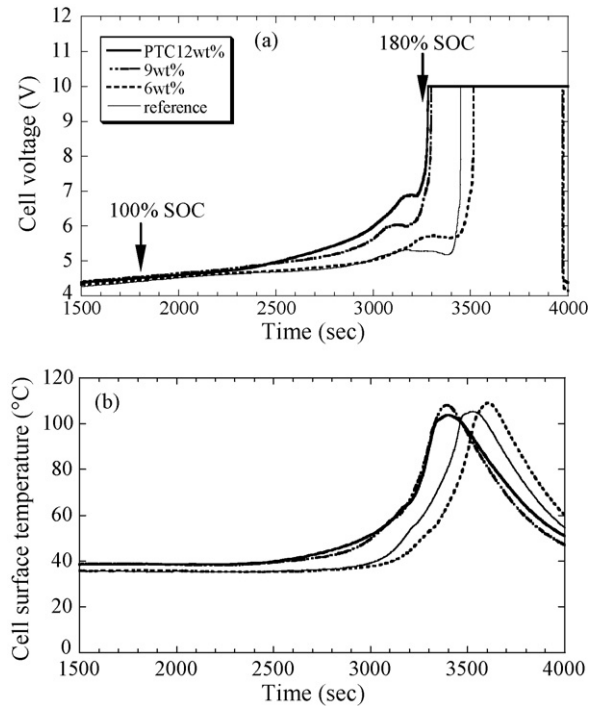 12
11
10
9
8
7
6
5
4
Cell voltage (V)
(a)
PTC12wt%
9wt%
6wt%
reference
180% SOC
100% SOC
1500 2000 2500 3000 3500 4000
Time (sec)
120
100
80
60
40
20
0
Cell surface temperature (°C)
(b)
1500 2000 2500 3000 3500 4000
Time (sec)